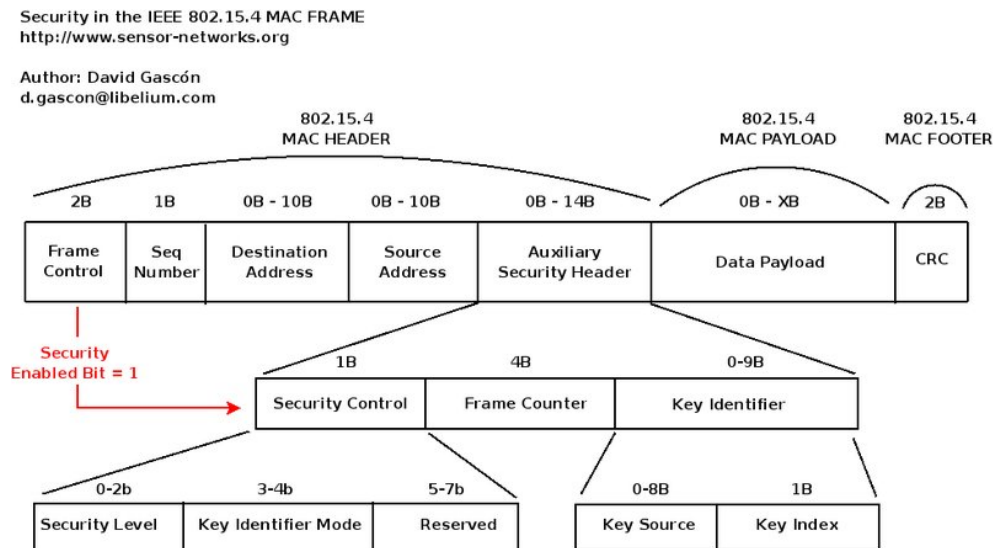 Security in the IEEE 802.15.4 MAC FRAME
http://www.sensor-networks.org
Author: David Gascón
d.gascon@libelium.com
802.15.4
MAC HEADER
802.15.4
MAC PAYLOAD
802.15.4
MAC FOOTER
2B
1B
0B - 10B
0B - 10B
0B - 14B
0B - XB
2B
Frame
Control
Seq
Number
Destination
Address
Source
Address
Auxiliary
Security Header
Data Payload
CRC
Security
Enabled Bit = 1
1B
4B
0-9B
Security Control
Frame Counter
Key Identifier
0-2b
3-4b
5-7b
0-8B
1B
Security Level
Key Identifier Mode
Reserved
Key Source
Key Index